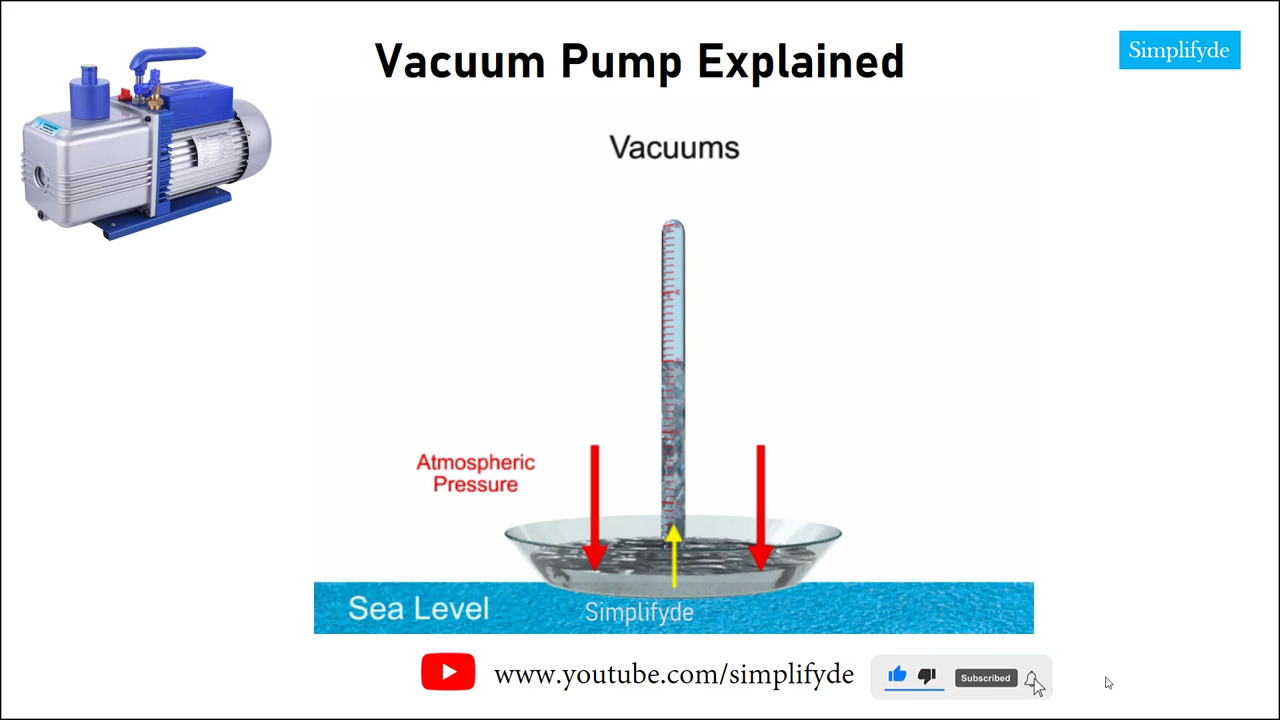 Vacuum Pump Explained
Simplifyde
Vacuums
Atmospheric
Pressure
Sea Level
Simplifyde
www.youtube.com/simplifyde
Subscribed